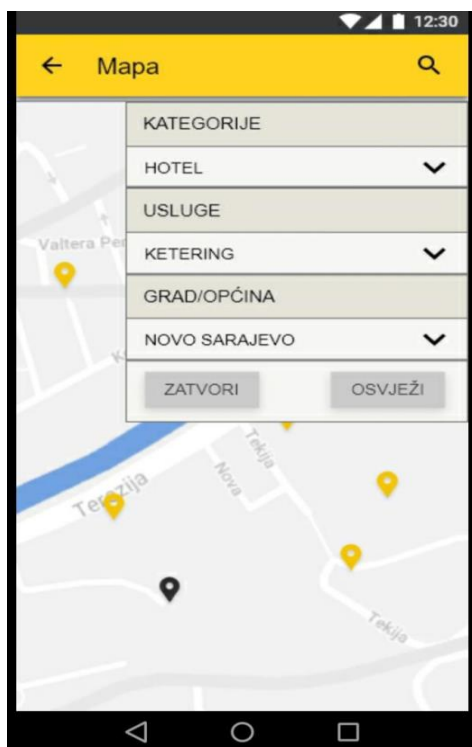 12:30
Mapa
KATEGORIJE
HOTEL
USLUGE
Valtera Per
KETERING
GRAD/OPĆINA
NOVO SARAJEVO
ZATVORI OSVJEŽI
Tekija
Nova
Terezija
Tekija